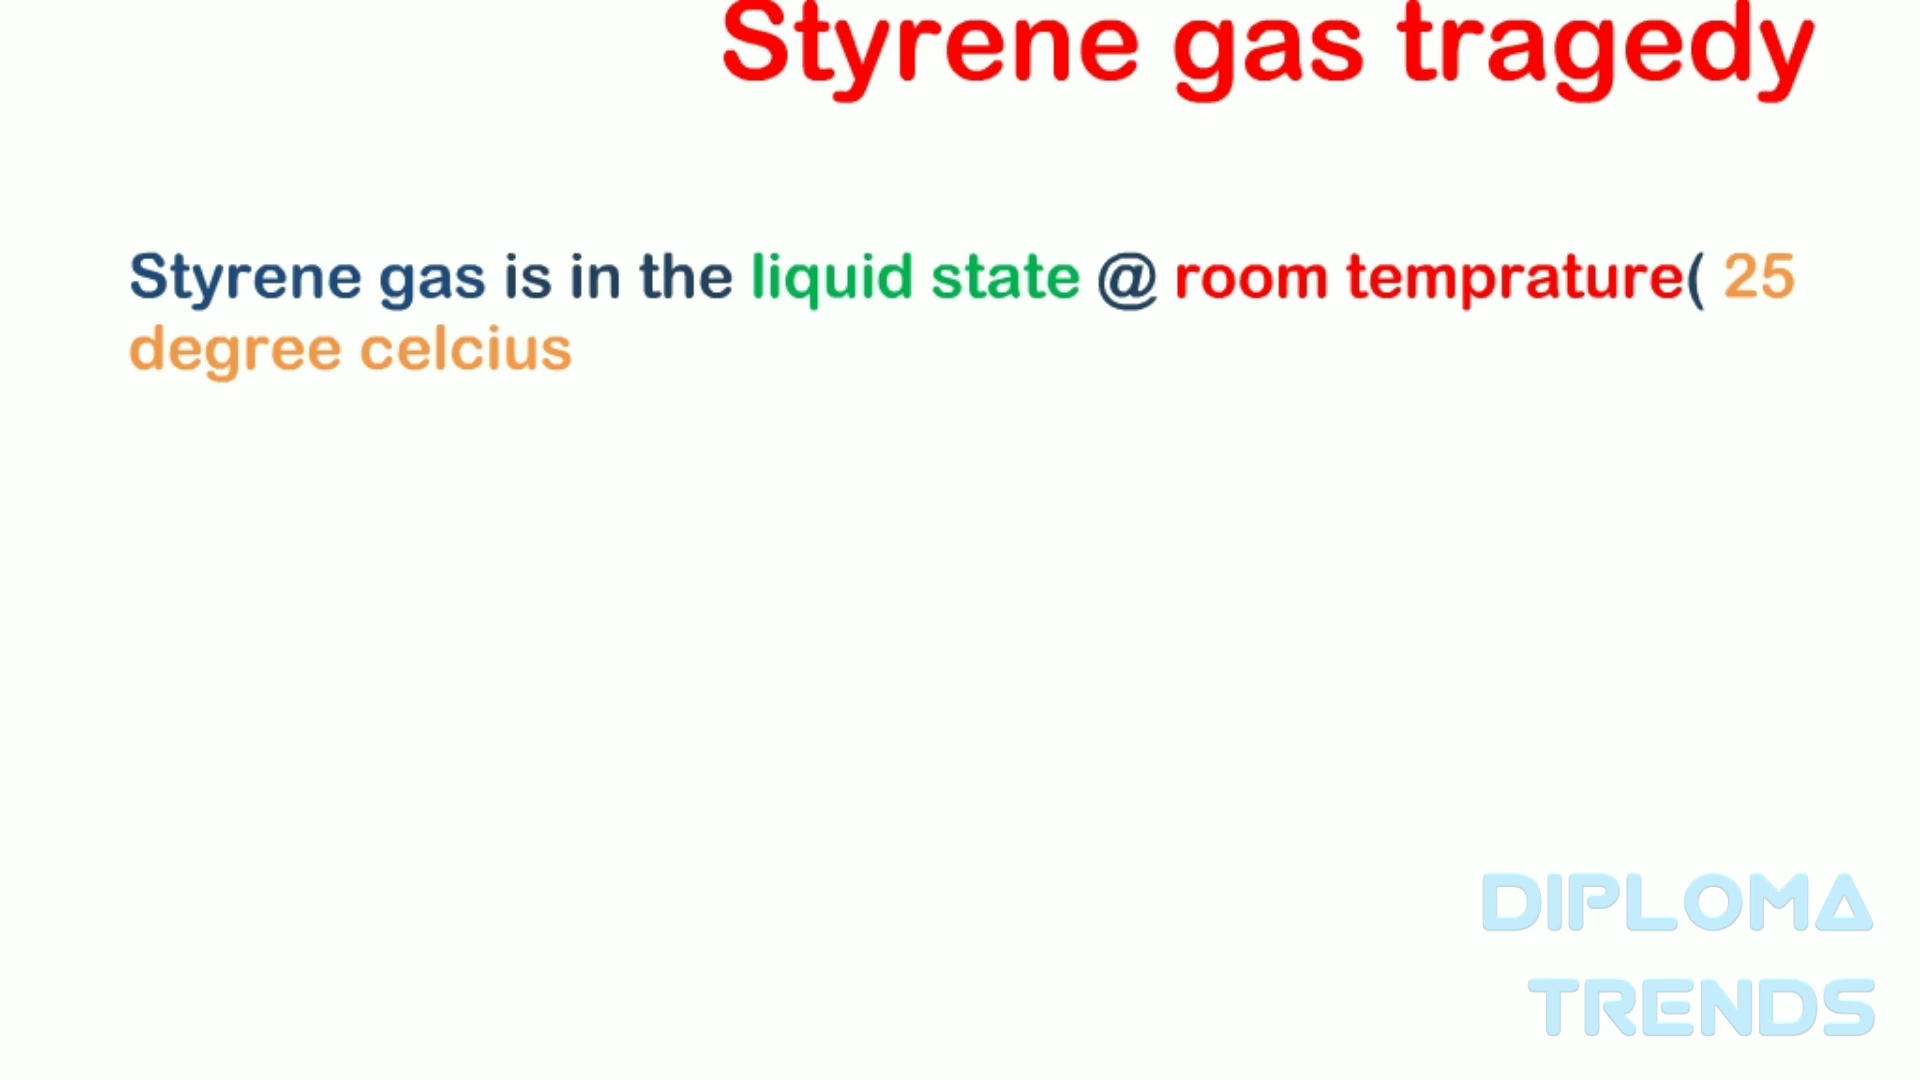 Styrene gas tragedy
Styrene gas is in the liquid state @ room temprature( 25
degree celcius
DIPLOMA
TRENDS